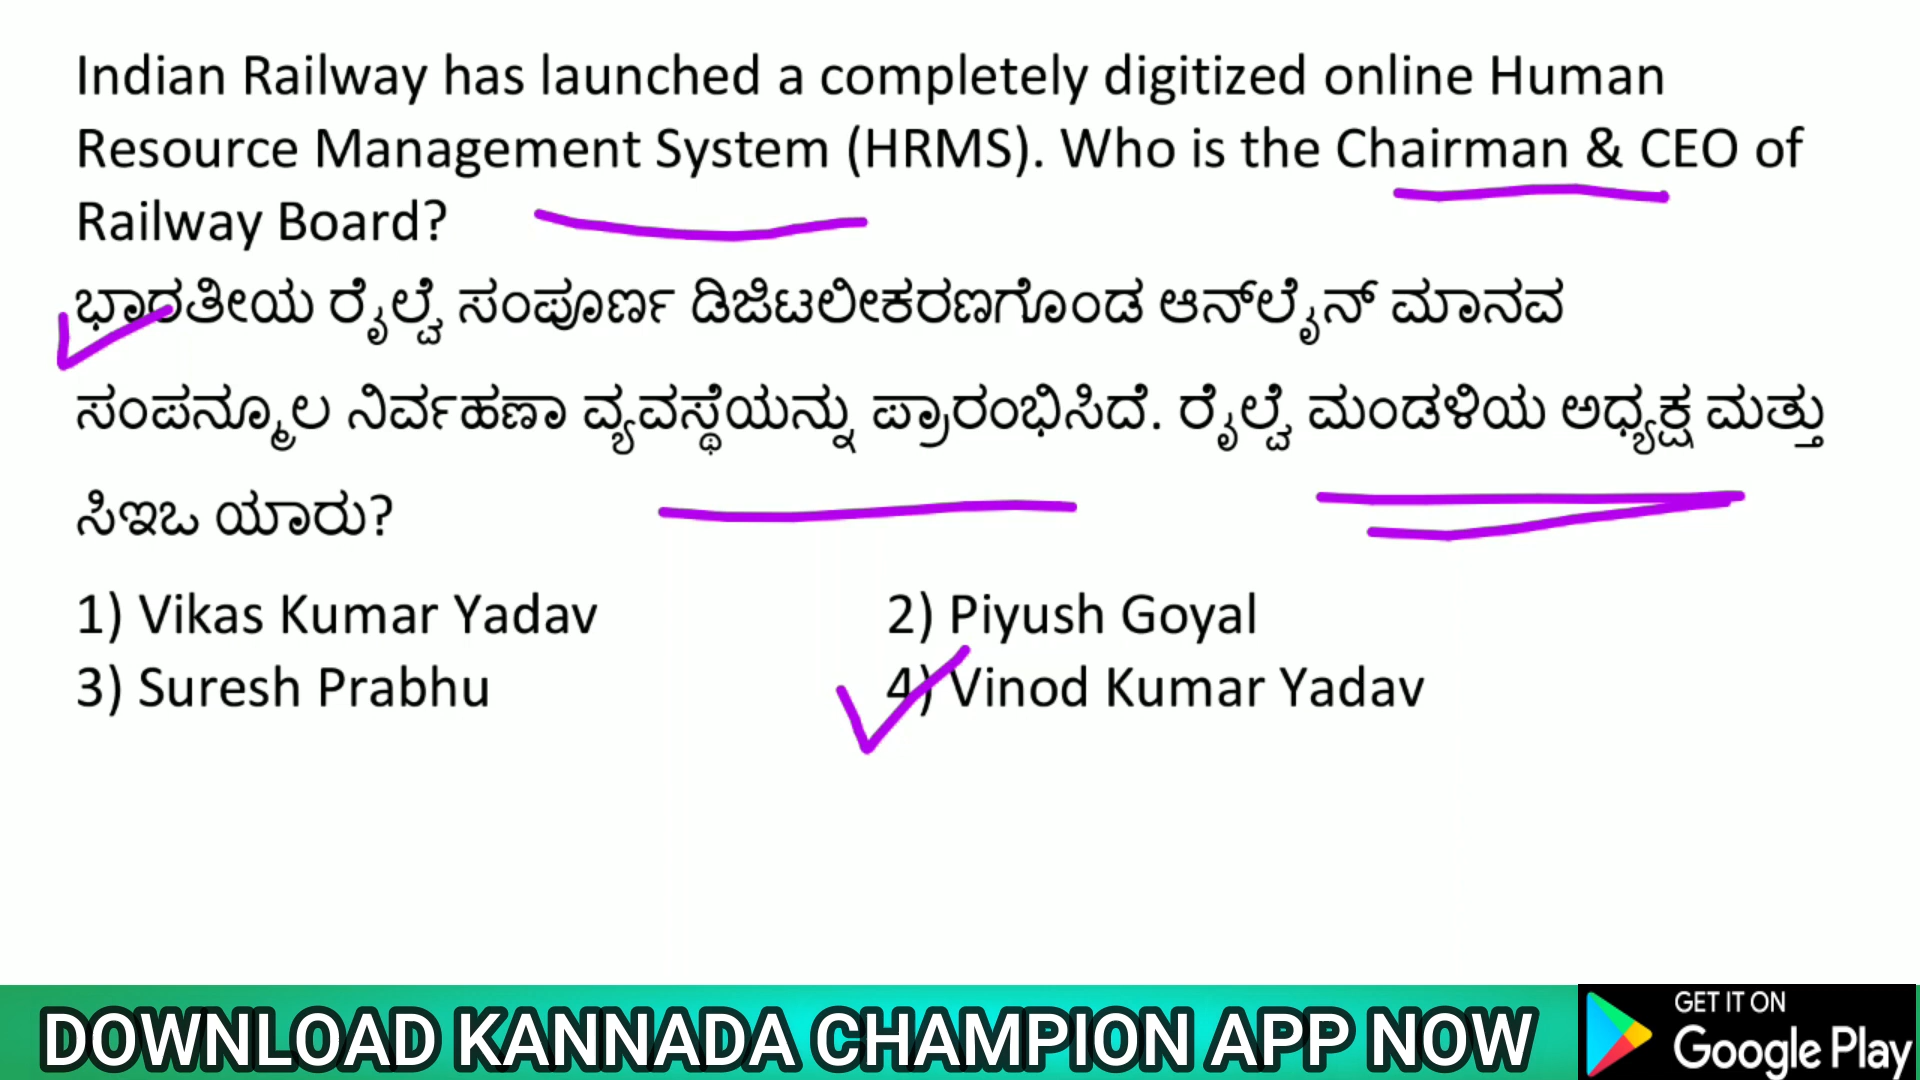 Indian Railway has launched a completely digitized online Human
Resource Management System (HRMS). Who is the Chairman & CEO of
Railway Board?
ಭಾರತೀಯ ರೈಲ್ವೆ ಸಂಪೂರ್ಣ ಡಿಜಿಟಲೀಕರಣಗೊಂಡ ಆನ್‌ಲೈನ್ ಮಾನವ
ಸಂಪನ್ಮೂಲ ನಿರ್ವಹಣಾ ವ್ಯವಸ್ಥೆಯನ್ನು ಪ್ರಾರಂಭಿಸಿದೆ. ರೈಲ್ವೆ ಮಂಡಳಿಯ ಅಧ್ಯಕ್ಷ ಮತ್ತು
ಸಿಇಒ ಯಾರು?
1) Vikas Kumar Yadav 2) Piyush Goyal
3) Suresh Prabhu 4) Vinod Kumar Yadav
DOWNLOAD KANNADA CHAMPION APP NOW
GET IT ON
Google Play